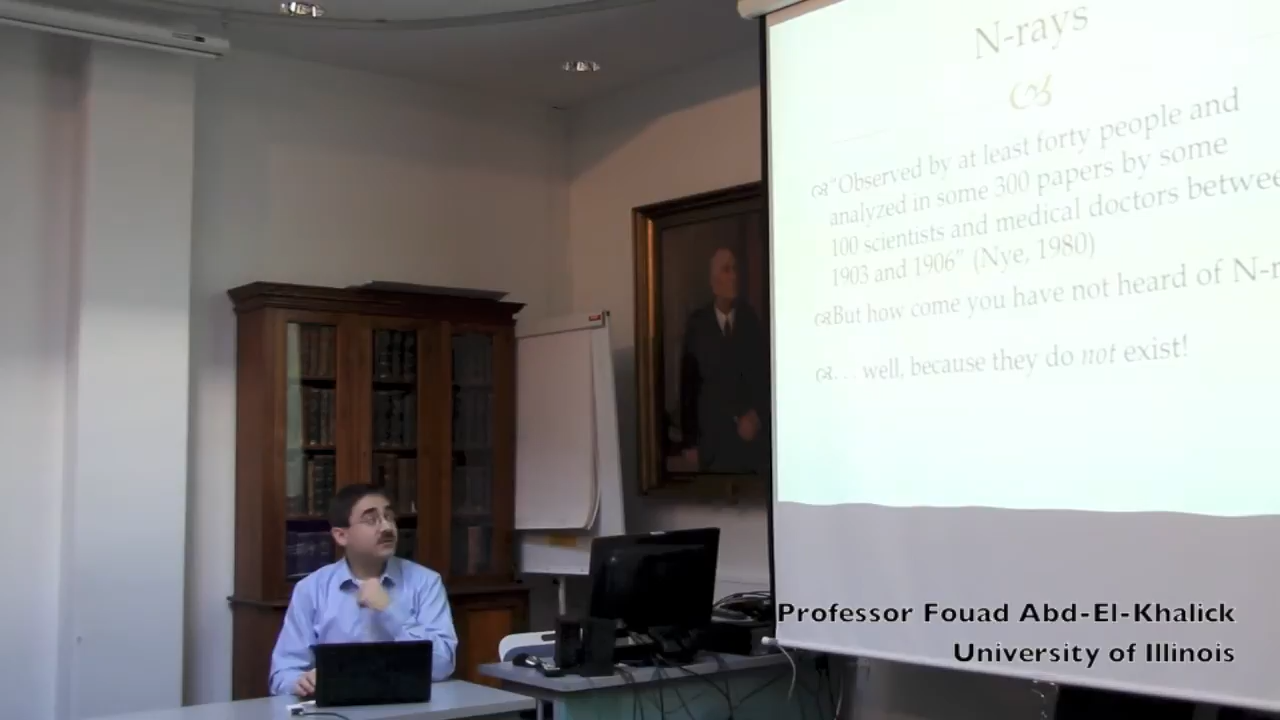 N-rays
"Observed by at least forty people and
analyzed in some 300 papers by some
100 scientists and medical doctors betwee
1903 and 1906" (Nye, 1980)
But how come you have not heard of N-r
. . . well, because they do not exist!
Professor Fouad Abd-El-Khalick
University of Illinois